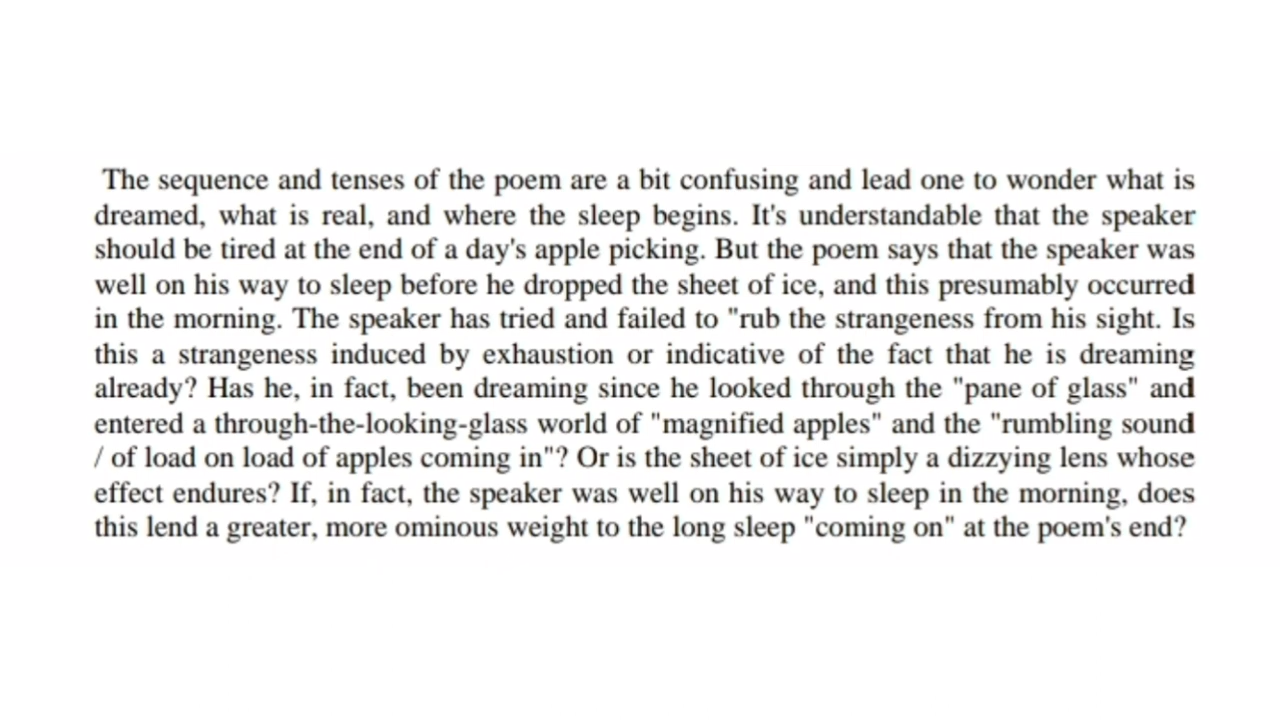 The sequence and tenses of the poem are a bit confusing and lead one to wonder what is
dreamed, what is real, and where the sleep begins. It's understandable that the speaker
should be tired at the end of a day's apple picking. But the poem says that the speaker was
well on his way to sleep before he dropped the sheet of ice, and this presumably occurred
in the morning. The speaker has tried and failed to "rub the strangeness from his sight. Is
this a strangeness induced by exhaustion or indicative of the fact that he is dreaming
already? Has he, in fact, been dreaming since he looked through the "pane of glass" and
entered a through-the-looking-glass world of "magnified apples" and the "rumbling sound
/ of load on load of apples coming in"? Or is the sheet of ice simply a dizzying lens whose
effect endures? If, in fact, the speaker was well on his way to sleep in the morning, does
this lend a greater, more ominous weight to the long sleep "coming on" at the poem's end?